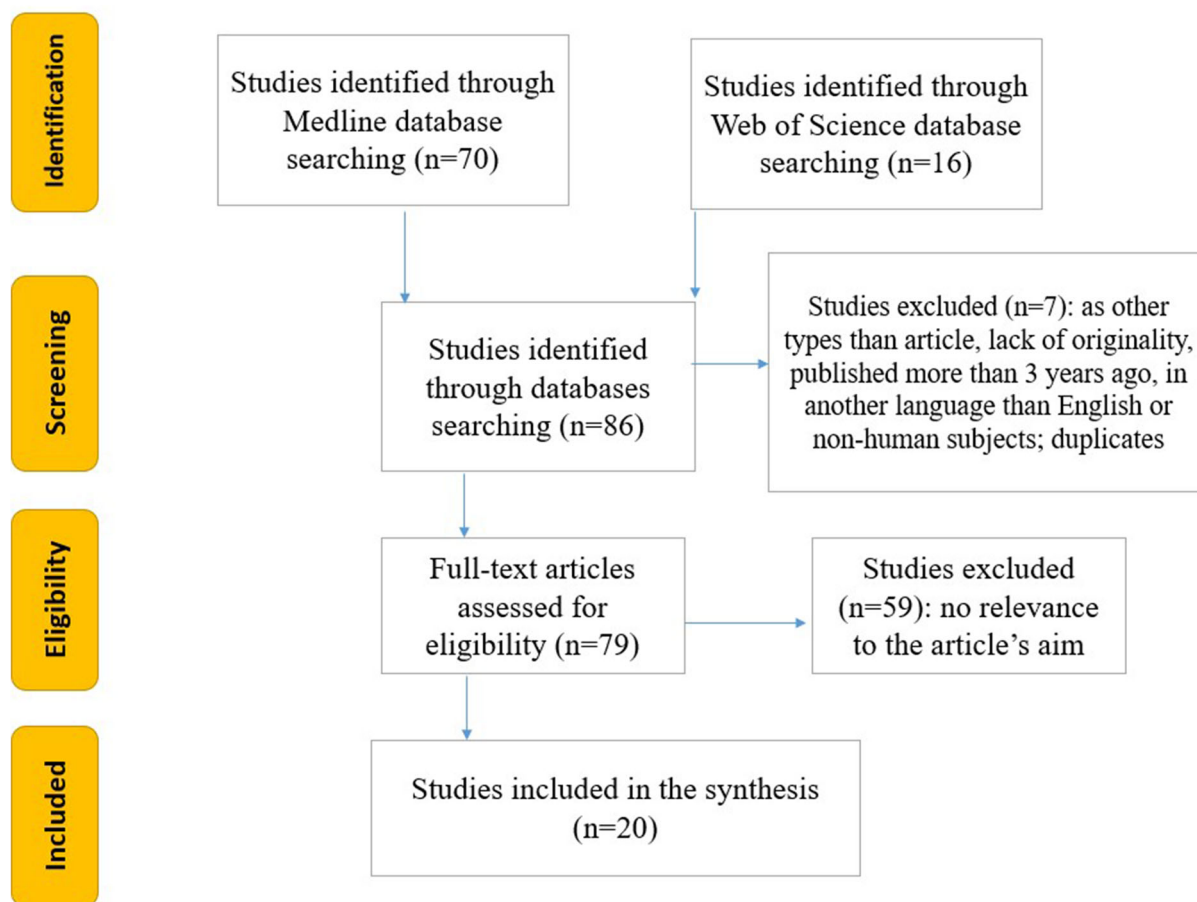 Identification
Studies identified through
Medline database
searching (n=70)
Studies identified through
Web of Science database
searching (n=16)
Screening
Studies identified
through databases
searching (n=86)
Studies excluded (n=7): as other
types than article, lack of originality,
published more than 3 years ago, in
another language than English or
non-human subjects; duplicates
Eligibility
Full-text articles
assessed for
eligibility (n=79)
Studies excluded
(n=59): no relevance
to the article’s aim
Included
Studies included in the synthesis
(n=20)